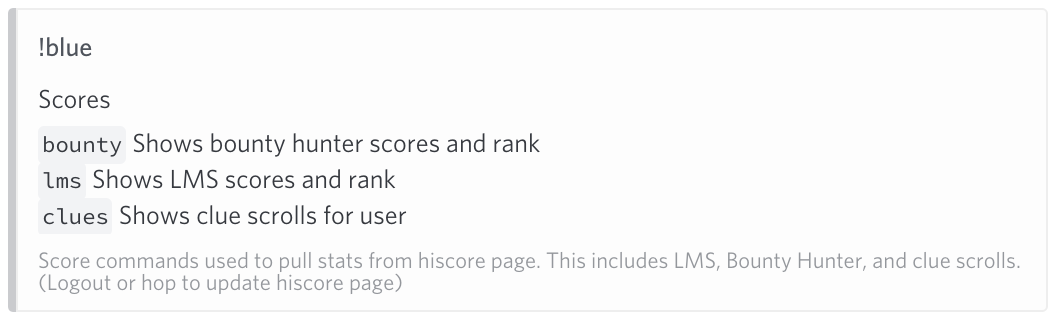 !blue
Scores
bounty Shows bounty hunter scores and rank
lms Shows LMS scores and rank
clues Shows clue scrolls for user
Score commands used to pull stats from hiscore page. This includes LMS, Bounty Hunter, and clue scrolls.
(Logout or hop to update hiscore page)